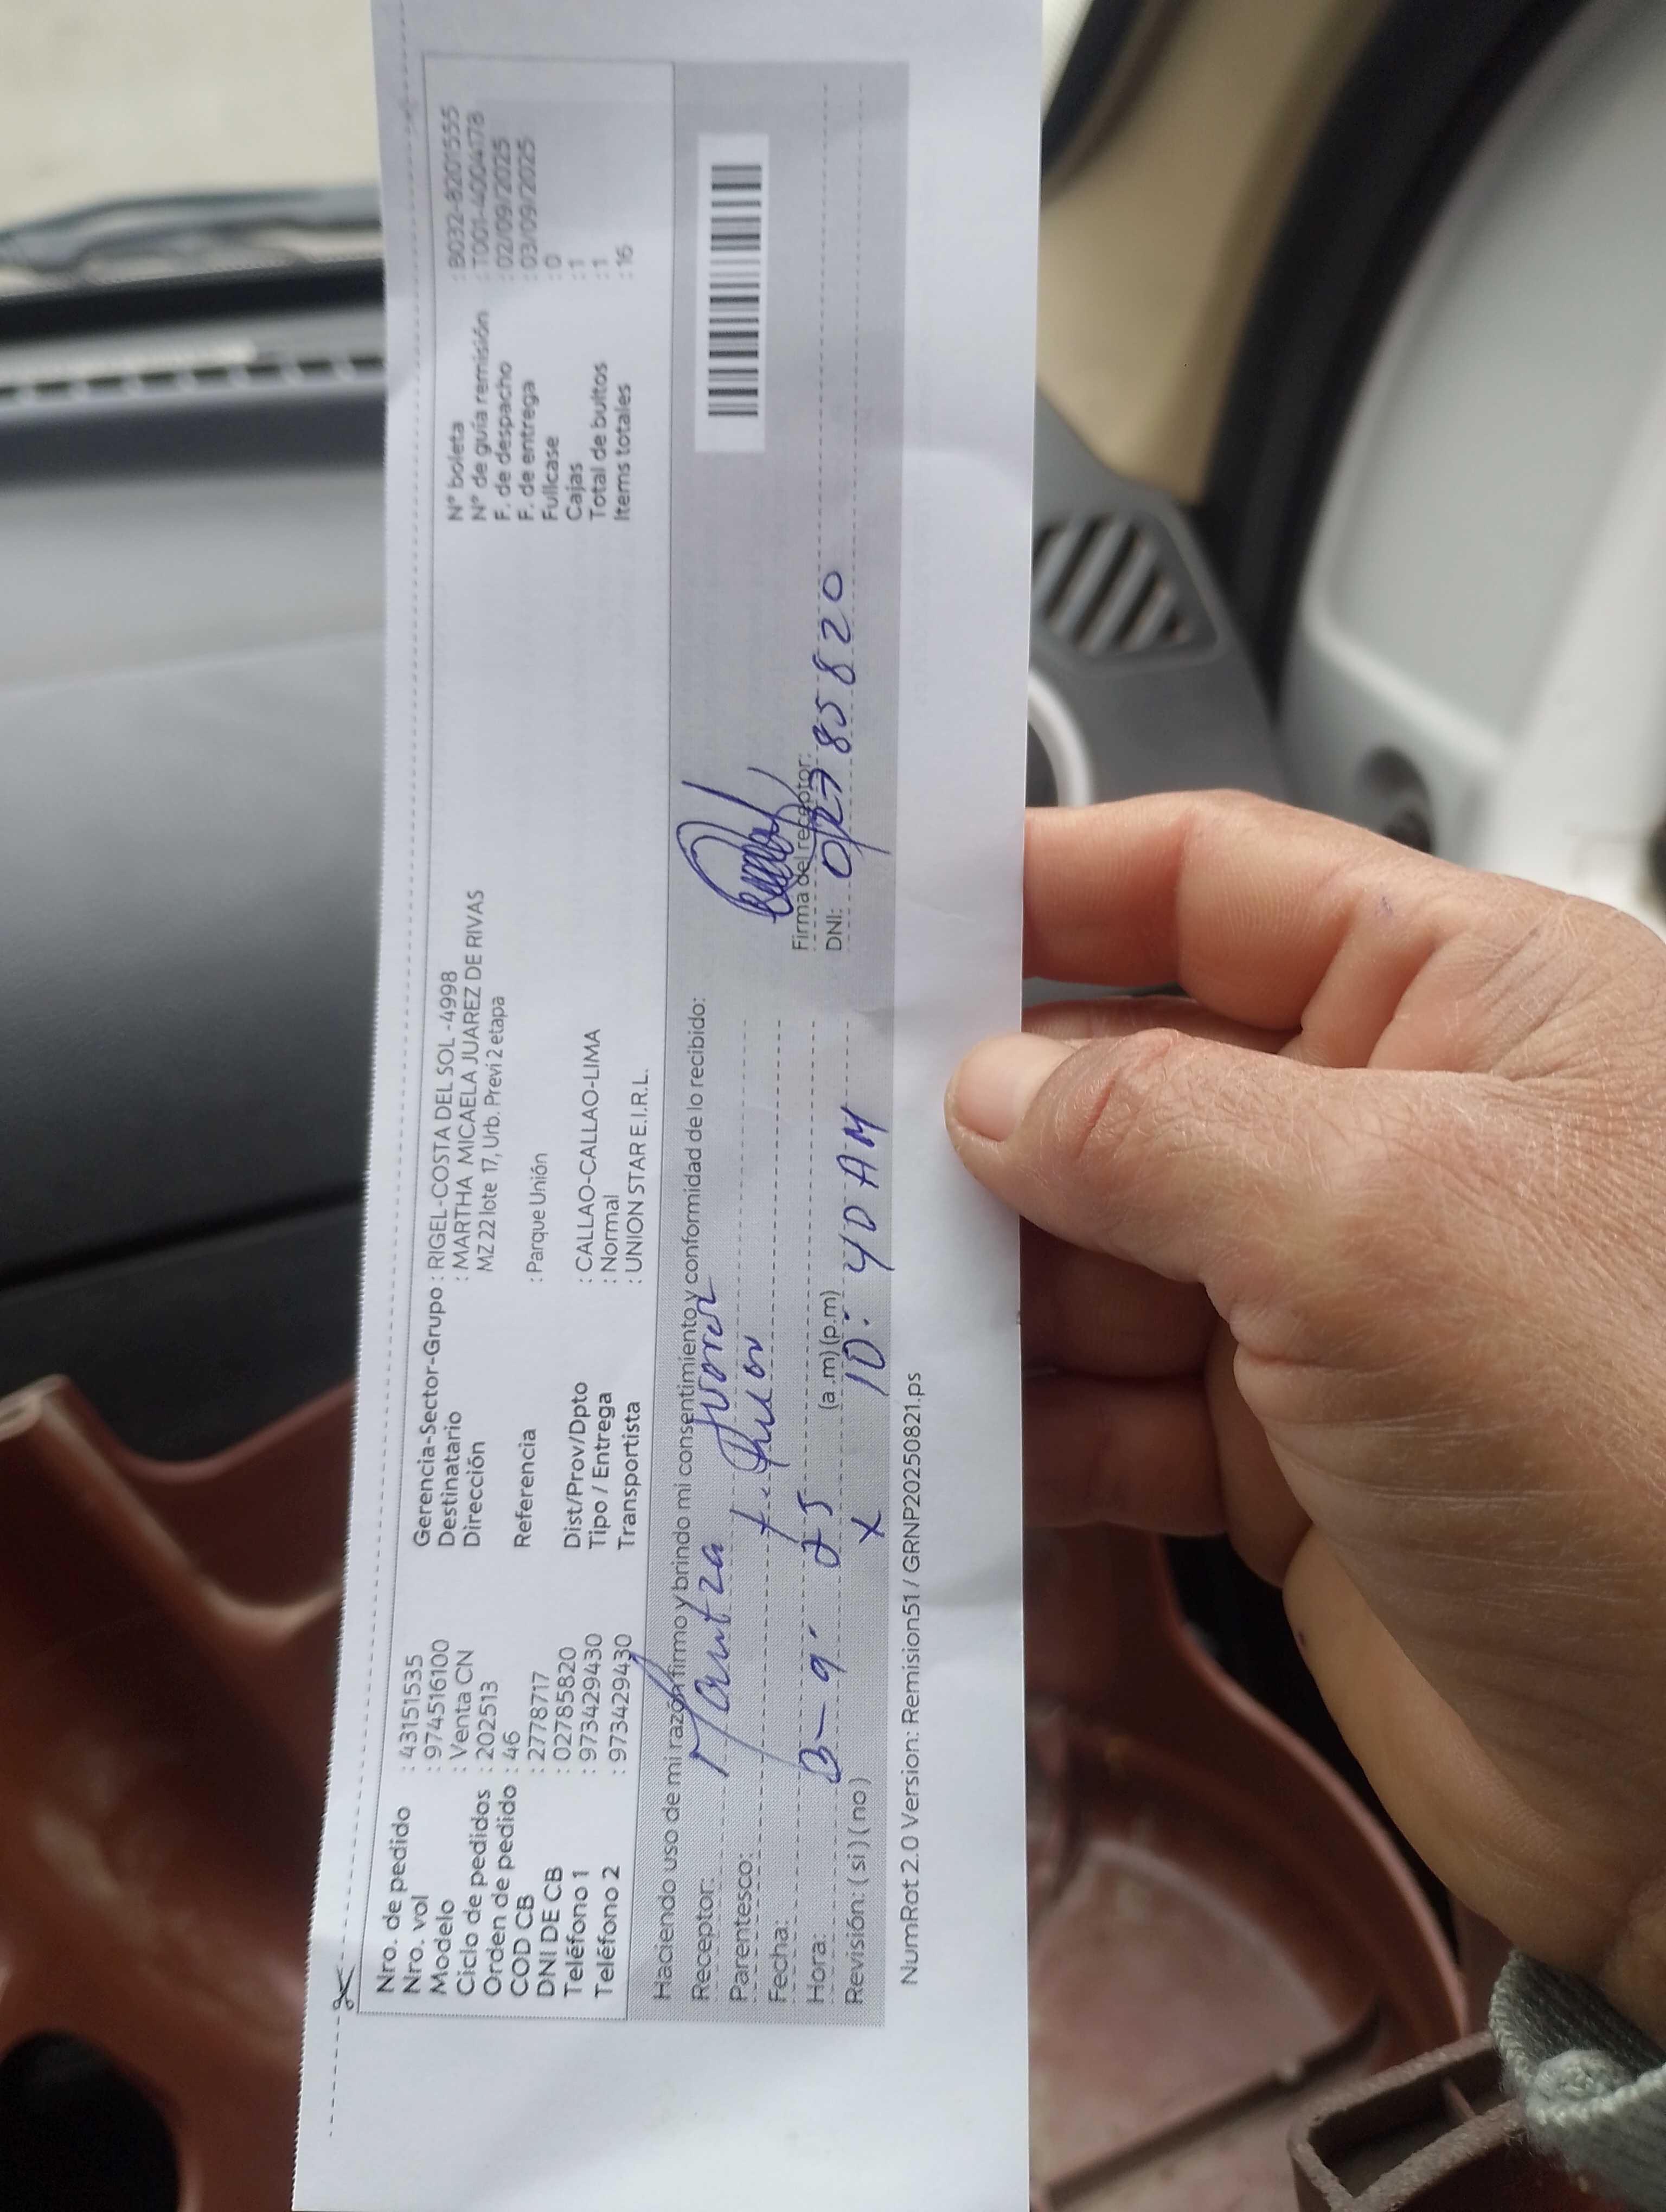 Nro. de pedido : 43151535
Nro. vol : 974516100
Modelo : Venta CN
Ciclo de pedidos : 202513
Orden de pedido : 46
COD CB : 2778717
DNI DE CB : 02785820
Teléfono 1 : 973429430
Teléfono 2 : 973429430
Gerencia-Sector-Grupo : RIGEL-COSTA DEL SOL -4998
Destinatario : MARTHA MICAELA JUAREZ DE RIVAS
Dirección MZ 22 lote 17, Urb. Previ 2 etapa
Referencia : Parque Unión
Dist/Prov/Dpto : CALLAO-CALLAO-LIMA
Tipo / Entrega : Normal
Transportista : UNION STAR E.I.R.L.
N° boleta : B032-8201555
N° de guía remisión : T001-40004178
F. de despacho : 02/09/2025
F. de entrega : 03/09/2025
Fullcase : 0
Cajas : 1
Total de bultos : 1
Items totales : 16
Haciendo uso de mi razón firmo y brindo mi consentimiento y conformidad de lo recibido:
Receptor:
Parentesco:
Fecha: 3-9-25
Hora: (a.m) (p.m)
Revisión: (si) (no) X 10:40 AM
Firma del receptor:
DNI: 02785820
NumRot 2.0 Version: Remision51 / GRNP20250821.ps